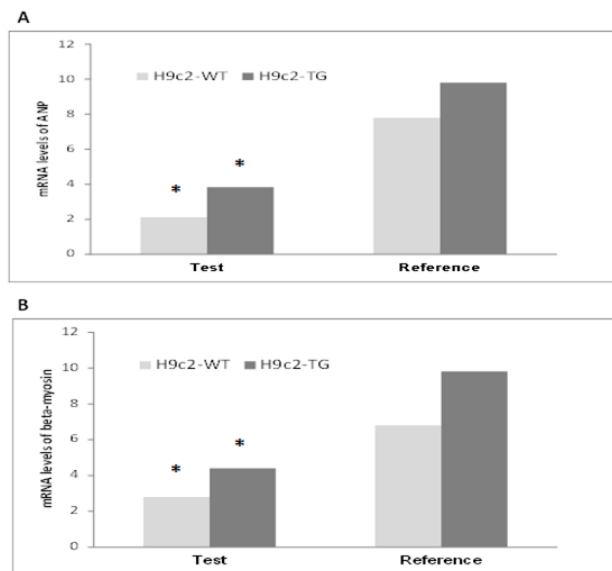 A
12
10
8
6
4
2
0
mRNA levels of ANP
H9c2-WT H9c2-TG
* *
Test Reference
B
12
10
8
6
4
2
0
mRNA levels of beta-myosin
H9c2-WT H9c2-TG
* *
Test Reference